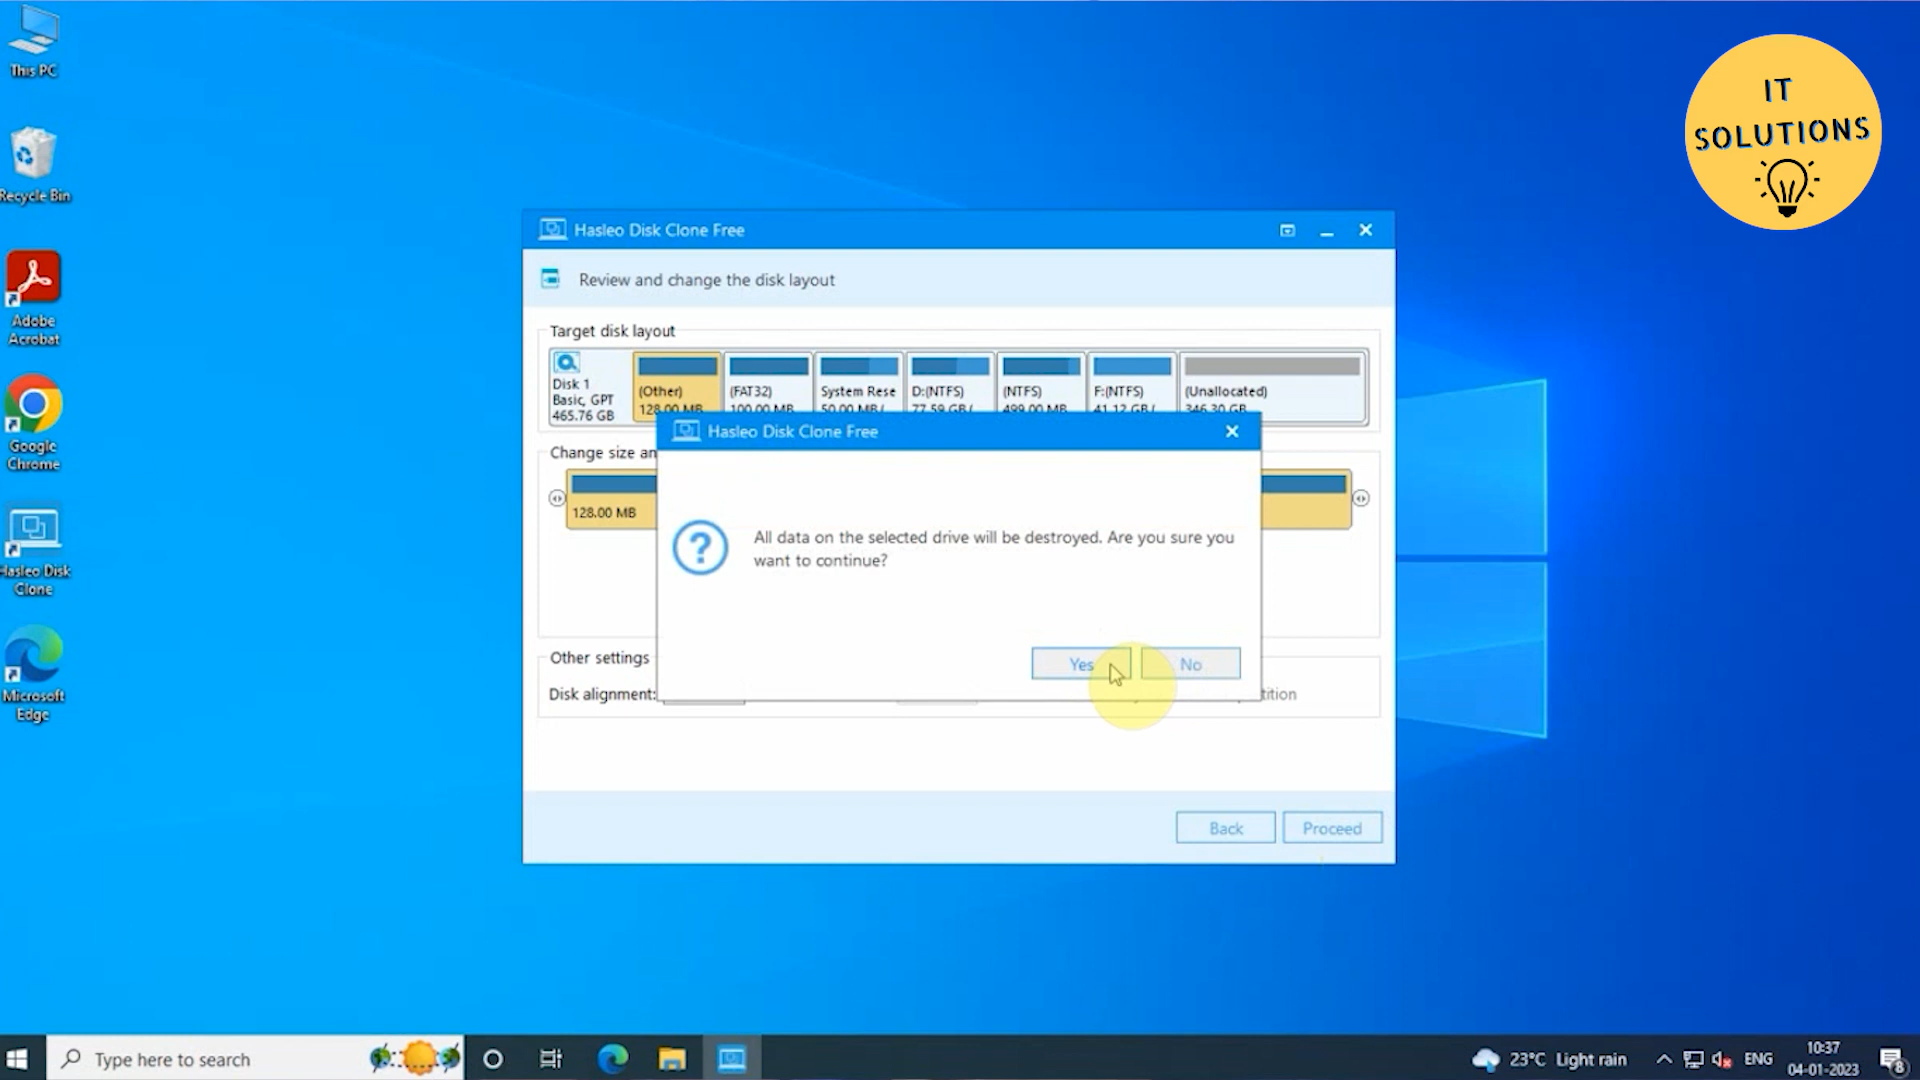 This PC
Recycle Bin
Adobe
Acrobat
Google
Chrome
Hasleo Disk
Clone
Microsoft
Edge
IT
SOLUTIONS
Hasleo Disk Clone Free
Review and change the disk layout
Target disk layout
Disk 1
Basic, GPT
465.76 GB
(Other)
128.00 MB
(FAT32)
100.00 MB
System Rese
50.00 MB(
D:(NTFS)
77.59 GB(
(NTFS)
499.00 MB
F:(NTFS)
41.12 GB(
(Unallocated)
346.30 GB
Hasleo Disk Clone Free
Change size an
128.00 MB
All data on the selected drive will be destroyed. Are you sure you
want to continue?
Yes
No
Other settings
Disk alignment:
tition
Back
Proceed
Type here to search
23°C Light rain
ENG
10:37
04-01-2023
8